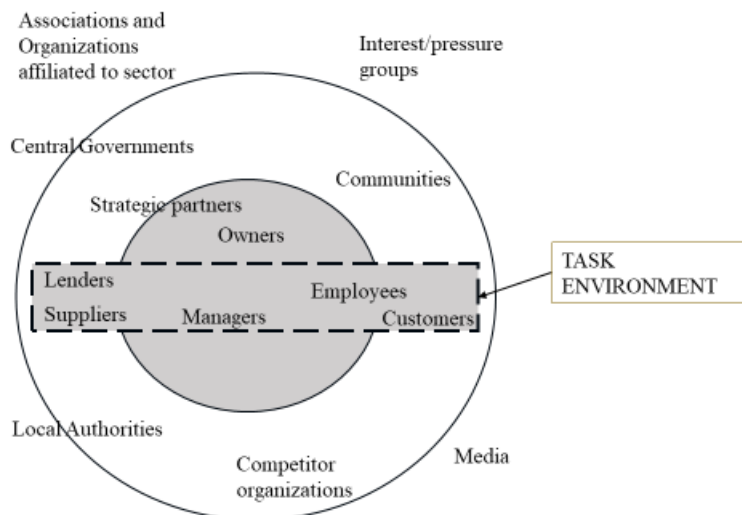 Associations and
Organizations
affiliated to sector
Interest/pressure
groups
Central Governments
Communities
Strategic partners
Owners
TASK
ENVIRONMENT
Lenders
Employees
Suppliers
Managers
Customers
Local Authorities
Competitor
organizations
Media